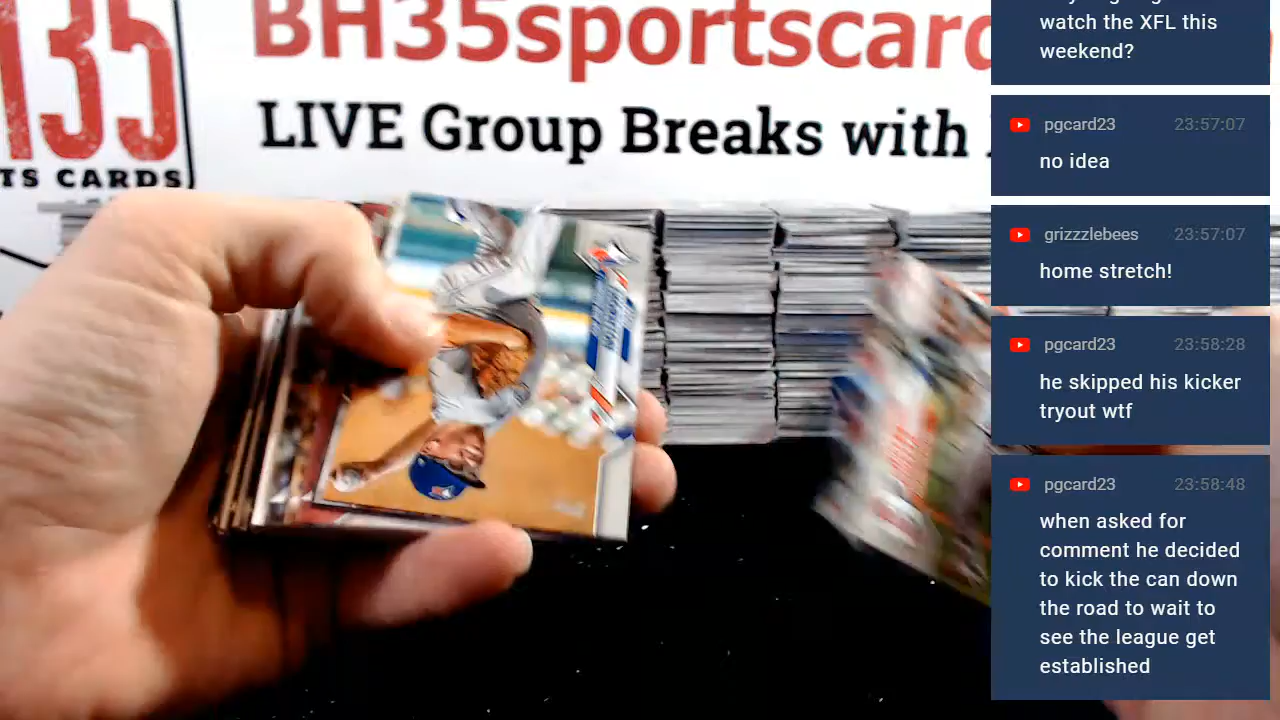 135
TS CARDS
BH35sportscard
LIVE Group Breaks with
watch the XFL this
weekend?
pgcard23 23:57:07
no idea
grizzzlebees 23:57:07
home stretch!
pgcard23 23:58:28
he skipped his kicker
tryout wtf
pgcard23 23:58:48
when asked for
comment he decided
to kick the can down
the road to wait to
see the league get
established